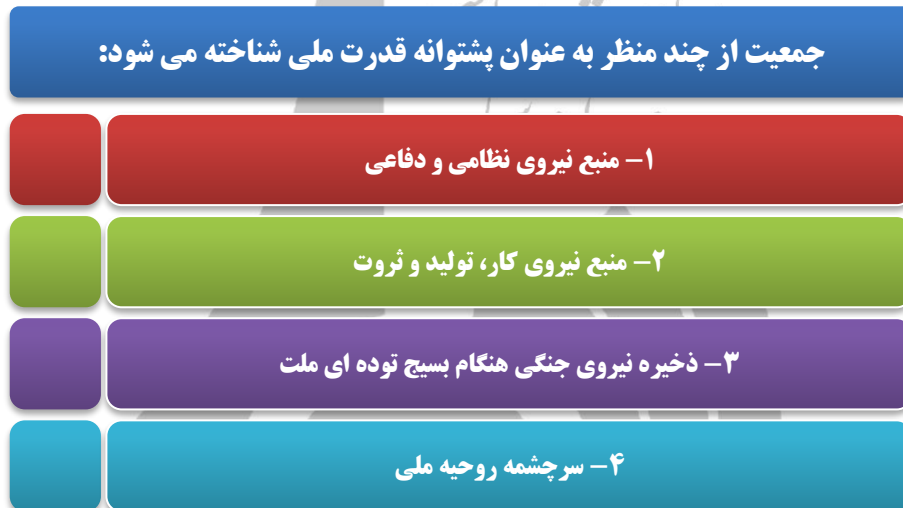 جمعیت از چند منظر به عنوان پشتوانه قدرت ملی شناخته می شود:
۱- منبع نیروی نظامی و دفاعی
۲- منبع نیروی کار، تولید و ثروت
۳- ذخیره نیروی جنگی هنگام بسیج توده ای ملت
۴- سرچشمه روحیه ملی